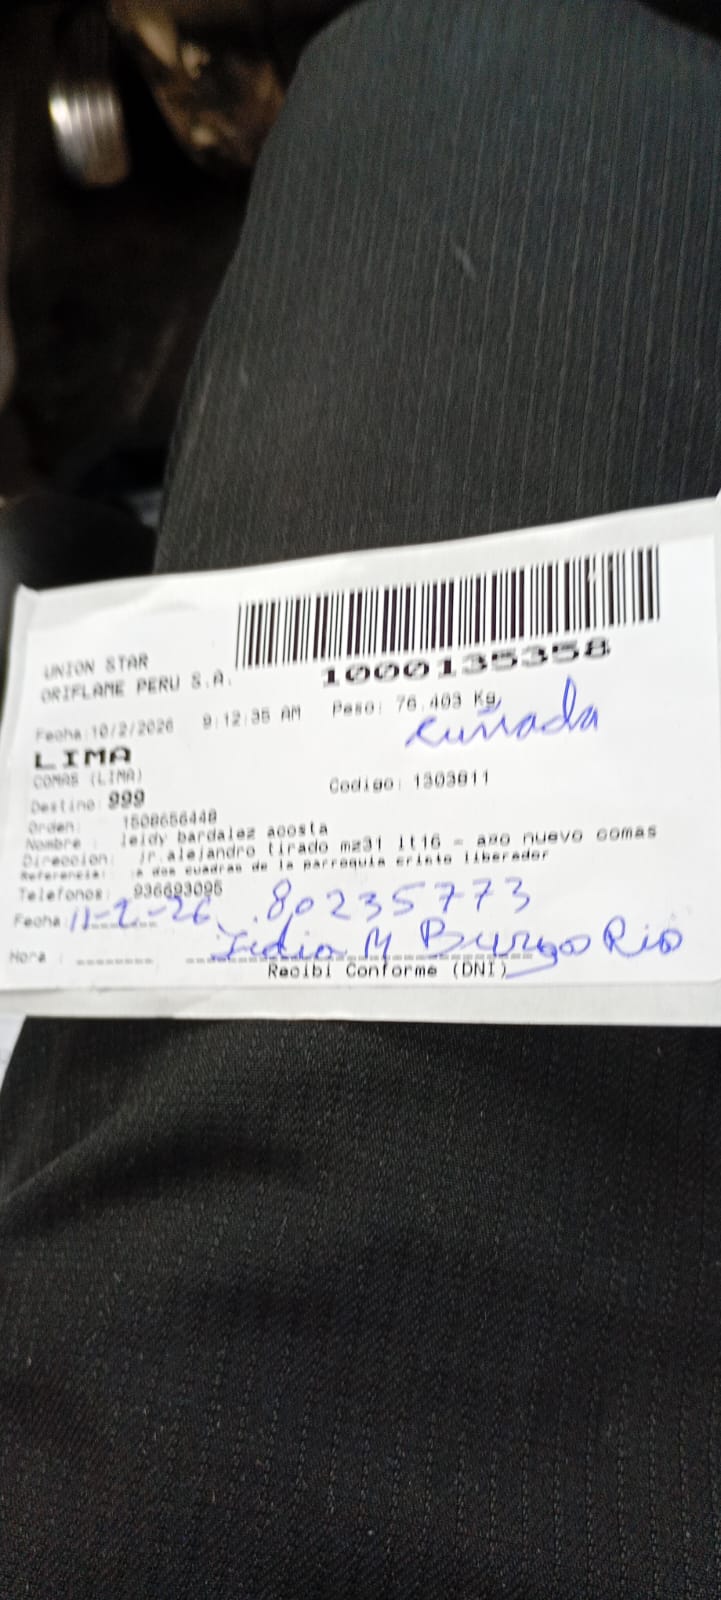 UNION STAR
ORIFLAME PERU S.A.
1000135358
Fecha:10/2/2026 9:12:35 AM Peso: 76.403 Kg
cuñada
LIMA
COMAS (LIMA)
Codigo: 1303811
Destino: 999
Orden: 1508656448
Nombre : leidy bardalez acosta
Direccion: jr.alejandro tirado mz31 lt16 - año nuevo comas
Referencia: :a dos cuadras de la parroquia cristo liberador
Telefonos: 936693095
Fecha: 11-2-26 80235773
Hora : M Burgos Rio
Recibi Conforme (DNI)